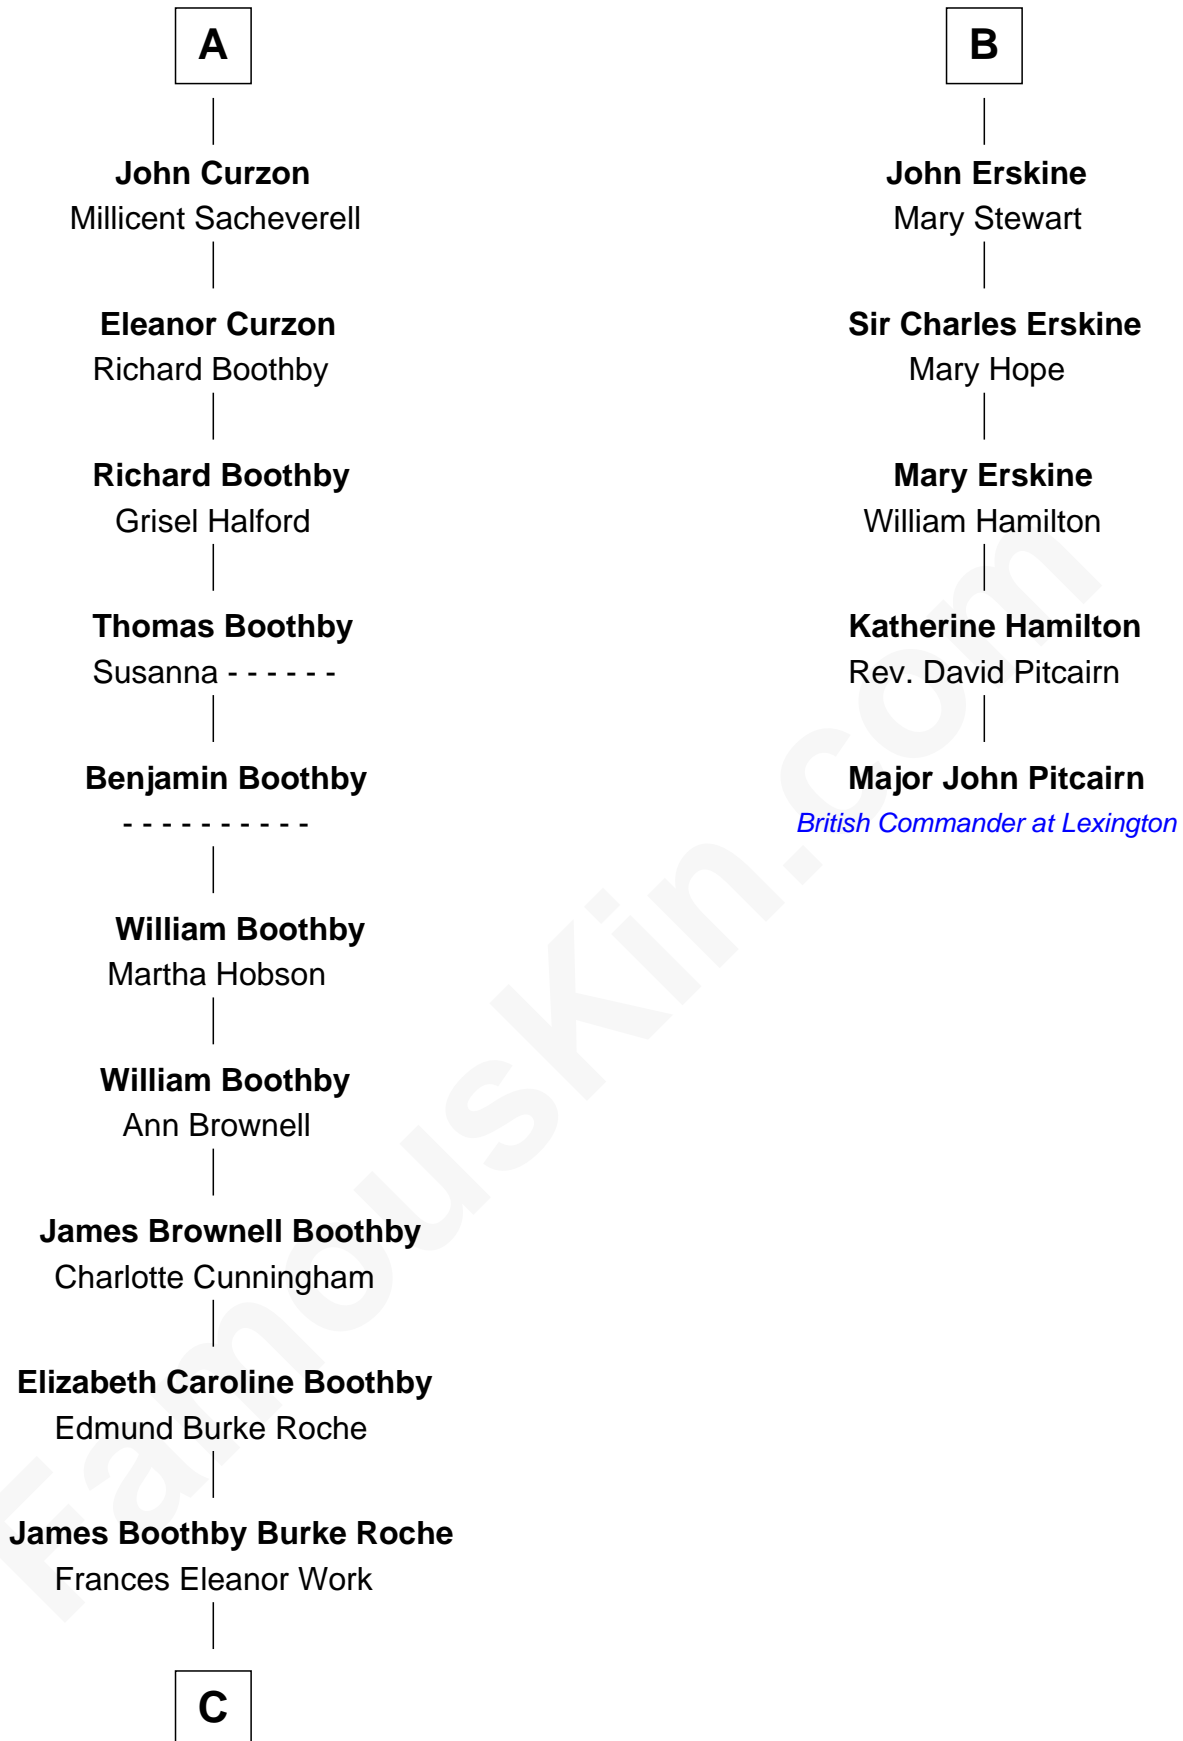 A
John Curzon
Millicent Sacheverell
Eleanor Curzon
Richard Boothby
Richard Boothby
Grisel Halford
Thomas Boothby
Susanna - - - - - -
Benjamin Boothby
- - - - - - - - - -
William Boothby
Martha Hobson
William Boothby
Ann Brownell
James Brownell Boothby
Charlotte Cunningham
Elizabeth Caroline Boothby
Edmund Burke Roche
James Boothby Burke Roche
Frances Eleanor Work
C
B
John Erskine
Mary Stewart
Sir Charles Erskine
Mary Hope
Mary Erskine
William Hamilton
Katherine Hamilton
Rev. David Pitcairn
Major John Pitcairn
British Commander at Lexington
FamousKin.com